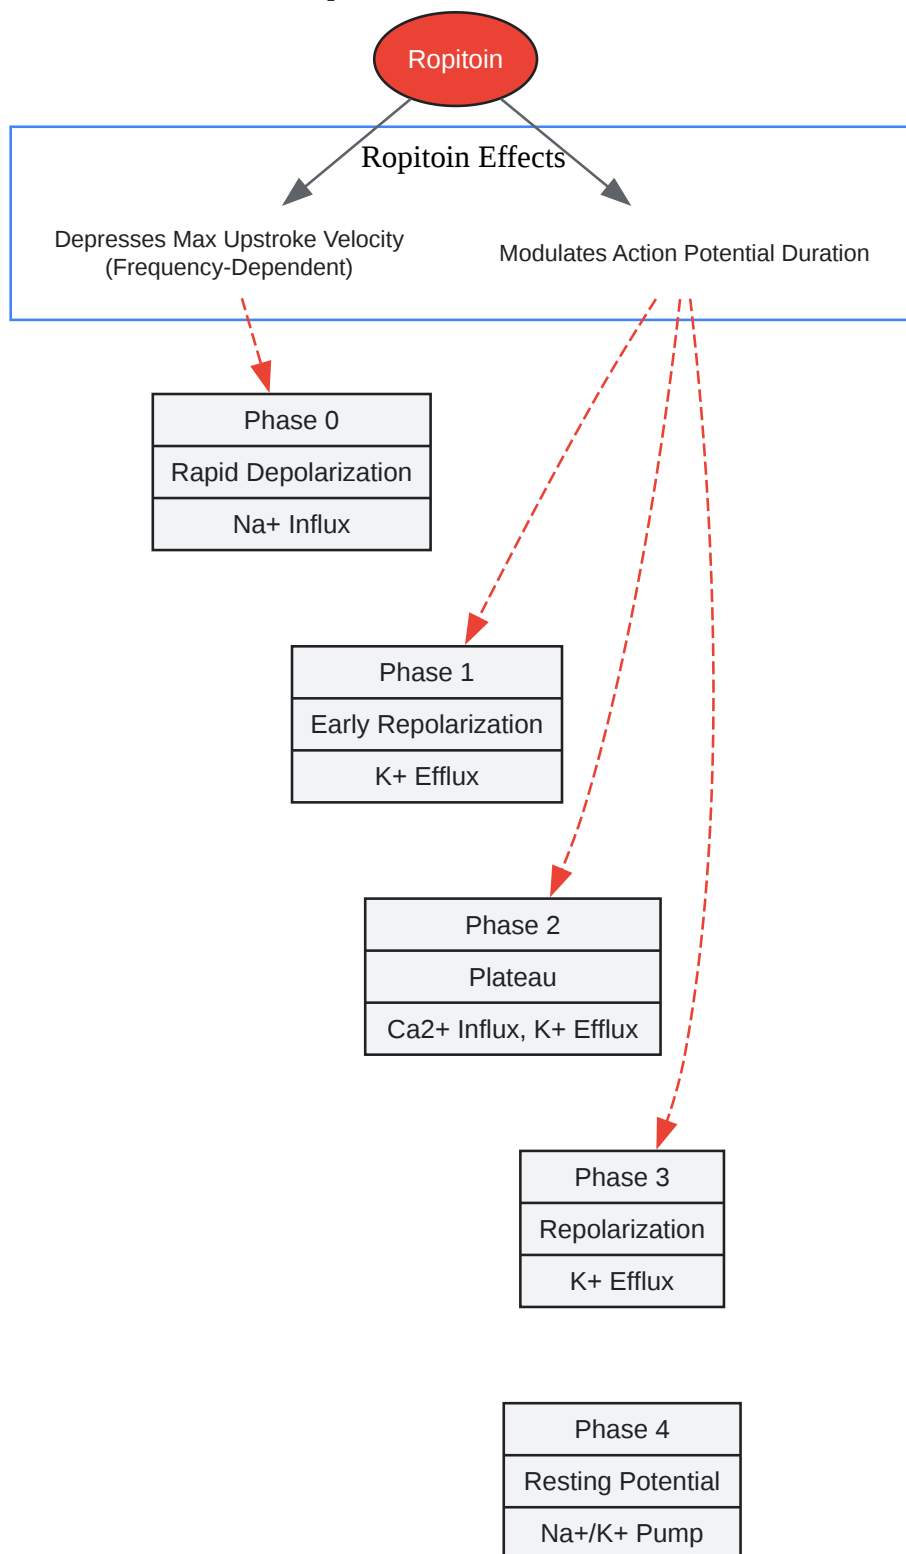 Ropitoin
Ropitoin Effects
Depresses Max Upstroke Velocity
(Frequency-Dependent)
Modulates Action Potential Duration
Phase 0
Rapid Depolarization
Na+ Influx
Phase 1
Early Repolarization
K+ Efflux
Phase 2
Plateau
Ca2+ Influx, K+ Efflux
Phase 3
Repolarization
K+ Efflux
Phase 4
Resting Potential
Na+/K+ Pump